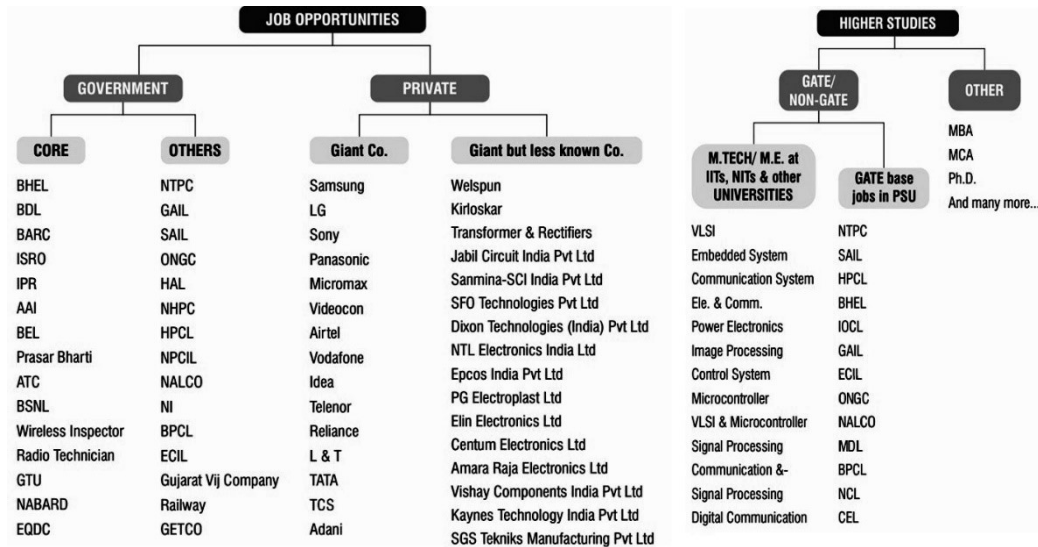 JOB OPPORTUNITIES
GOVERNMENT
PRIVATE
CORE
BHEL
BDL
BARC
ISRO
IPR
AAI
BEL
Prasar Bharti
ATC
BSNL
Wireless Inspector
Radio Technician
GTU
NABARD
EQDC
OTHERS
NTPC
GAIL
SAIL
ONGC
HAL
NHPC
HPCL
NPCIL
NALCO
NI
BPCL
ECIL
Gujarat Vij Company
Railway
GETCO
Giant Co.
Samsung
LG
Sony
Panasonic
Micromax
Videocon
Airtel
Vodafone
Idea
Telenor
Reliance
L & T
TATA
TCS
Adani
Giant but less known Co.
Welspun
Kirloskar
Transformer & Rectifiers
Jabil Circuit India Pvt Ltd
Sanmina-SCI India Pvt Ltd
SFO Technologies Pvt Ltd
Dixon Technologies (India) Pvt Ltd
NTL Electronics India Ltd
Epcos India Pvt Ltd
PG Electroplast Ltd
Elin Electronics Ltd
Centum Electronics Ltd
Amara Raja Electronics Ltd
Vishay Components India Pvt Ltd
Kaynes Technology India Pvt Ltd
SGS Tekniks Manufacturing Pvt Ltd
HIGHER STUDIES
GATE/
NON-GATE
OTHER
M.TECH/ M.E. at
IITs, NITs & other
UNIVERSITIES
VLSI
Embedded System
Communication System
Ele. & Comm.
Power Electronics
Image Processing
Control System
Microcontroller
VLSI & Microcontroller
Signal Processing
Communication &-
Signal Processing
Digital Communication
GATE base
jobs in PSU
NTPC
SAIL
HPCL
BHEL
IOCL
GAIL
ECIL
ONGC
NALCO
MDL
BPCL
NCL
CEL
MBA
MCA
Ph.D.
And many more...